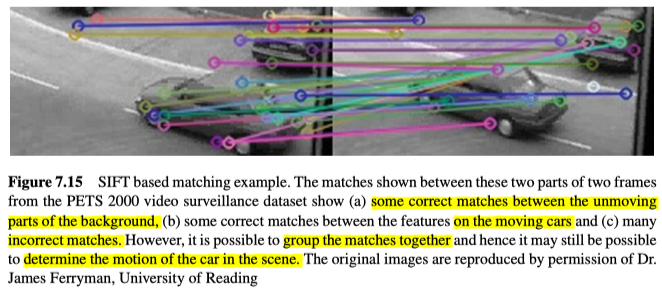 Figure 7.15 SIFT based matching example. The matches shown between these two parts of two frames
from the PETS 2000 video surveillance dataset show (a) some correct matches between the unmoving
parts of the background, (b) some correct matches between the features on the moving cars and (c) many
incorrect matches. However, it is possible to group the matches together and hence it may still be possible
to determine the motion of the car in the scene. The original images are reproduced by permission of Dr.
James Ferryman, University of Reading